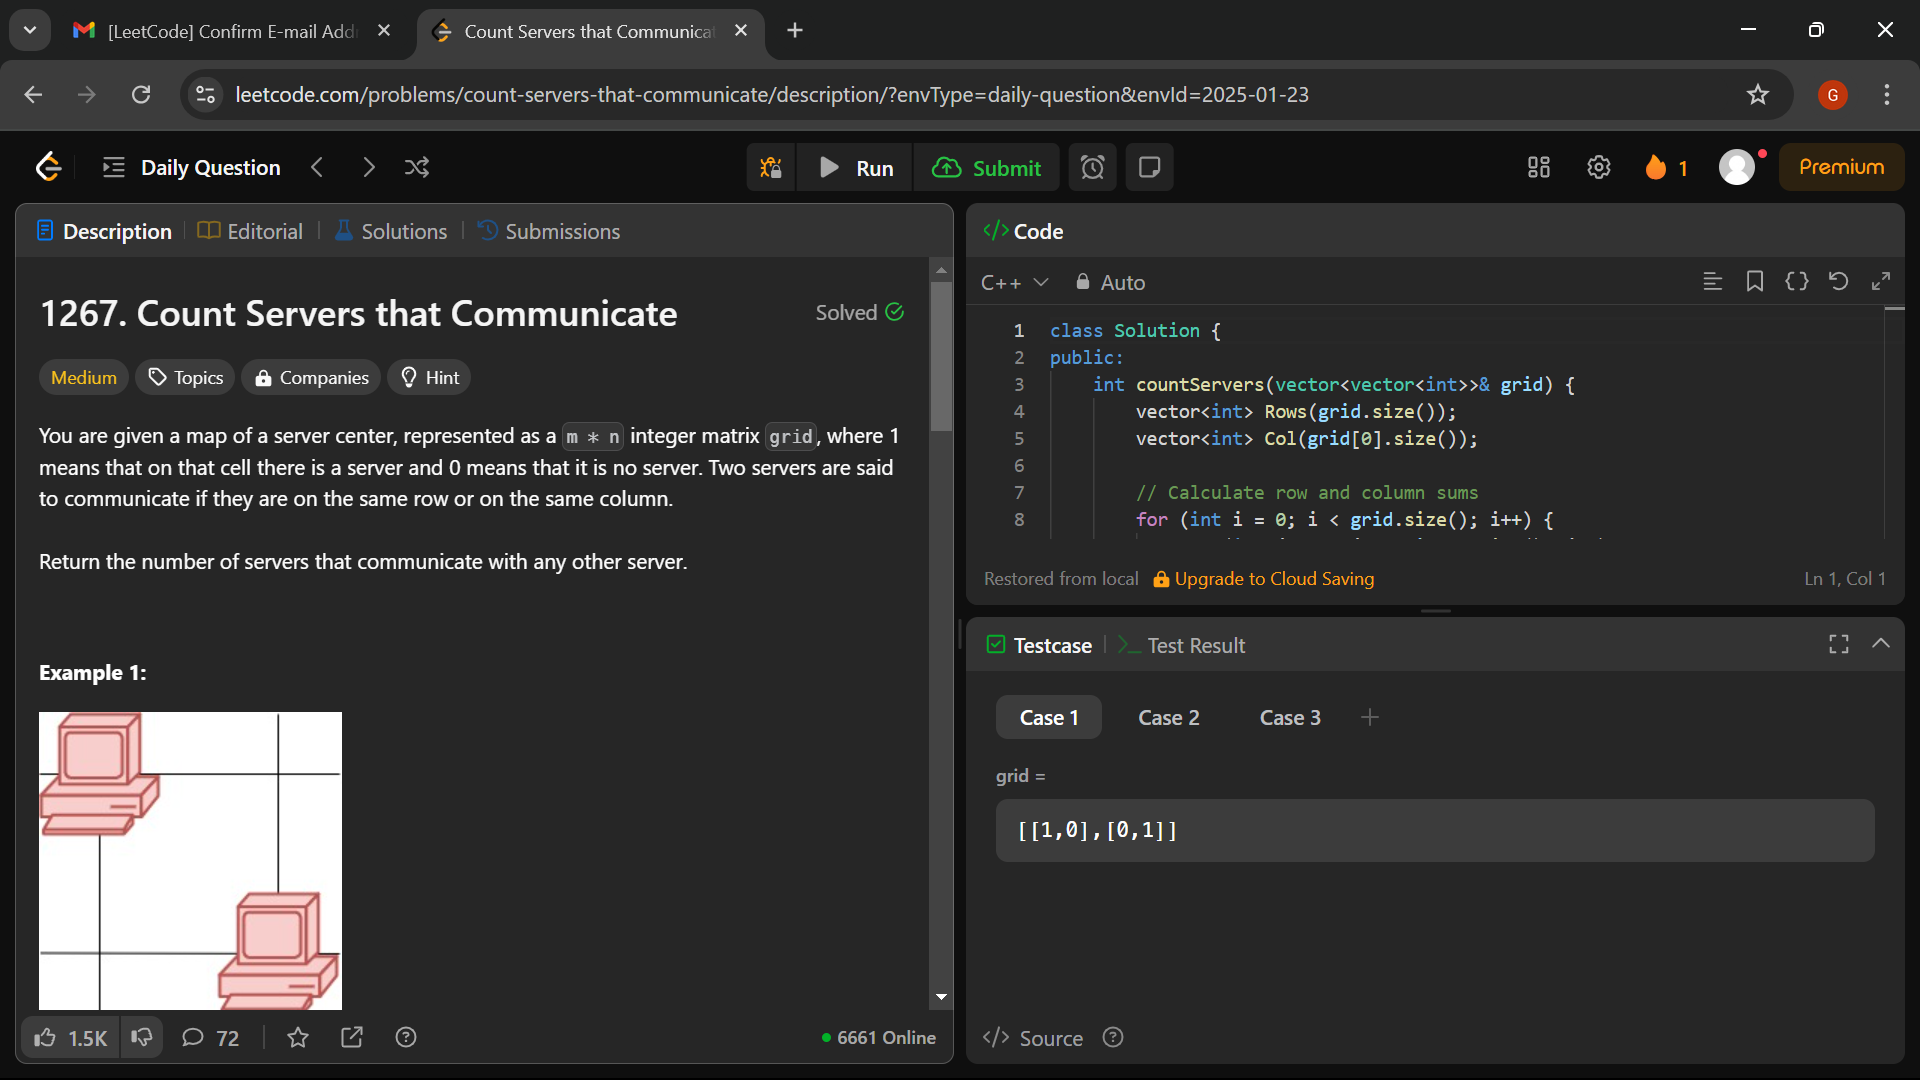 [LeetCode] Confirm E-mail Add
Count Servers that Communicat
leetcode.com/problems/count-servers-that-communicate/description/?envType=daily-question&envId=2025-01-23
G
Daily Question
Run
Submit
1
Premium
Description
Editorial
Solutions
Submissions
1267. Count Servers that Communicate
Solved
Medium
Topics
Companies
Hint
You are given a map of a server center, represented as a m * n integer matrix grid, where 1
means that on that cell there is a server and 0 means that it is no server. Two servers are said
to communicate if they are on the same row or on the same column.
Return the number of servers that communicate with any other server.
Example 1:
1.5K
72
6661 Online
</> Code
C++
Auto
1 class Solution {
2 public:
3 int countServers(vector<vector<int>>& grid) {
4 vector<int> Rows(grid.size());
5 vector<int> Col(grid[0].size());
6
7 // Calculate row and column sums
8 for (int i = 0; i < grid.size(); i++) {
Restored from local
Upgrade to Cloud Saving
Ln 1, Col 1
Testcase
>_ Test Result
Case 1
Case 2
Case 3
+
grid =
[[1,0],[0,1]]
</> Source